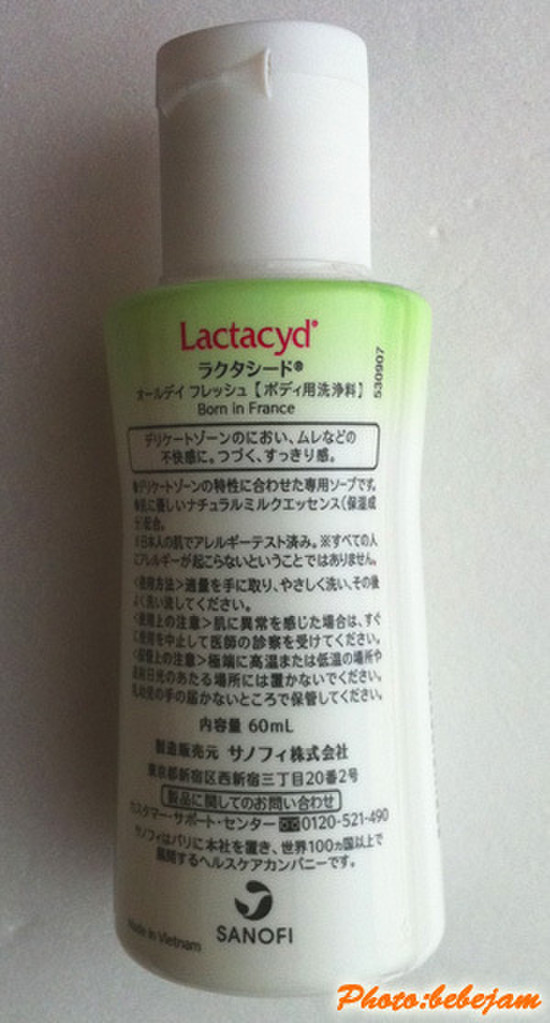 Lactacyd®
ラクタシード®
オールデイ フレッシュ【ボディ用洗浄料】
530907
Born in France
デリケートゾーンのにおい、ムレなどの
不快感に。つづく、すっきり感。
●デリケートゾーンの特性に合わせた専用ソープです。
●肌に優しいナチュラルミルクエッセンス(保湿成
分)配合。
※日本人の肌でアレルギーテスト済み。※すべての人
にアレルギーが起こらないということではありません。
〈使用方法〉適量を手に取り、やさしく洗い、その後
よく洗い流してください。
〈使用上の注意〉肌に異常を感じた場合は、すぐ
に使用を中止して医師の診察を受けてください。
〈保管上の注意〉極端に高温または低温の場所や
直射日光のあたる場所には置かないでください。
乳幼児の手の届かないところで保管してください。
内容量 60mL
製造販売元 サノフィ株式会社
東京都新宿区西新宿三丁目20番2号
製品に関してのお問い合わせ
カスタマー・サポート・センター 0120-521-490
サノフィはパリに本社を置き、世界100ヵ国以上で
展開するヘルスケアカンパニーです。
SANOFI
Made in Vietnam
Photo:bebejam